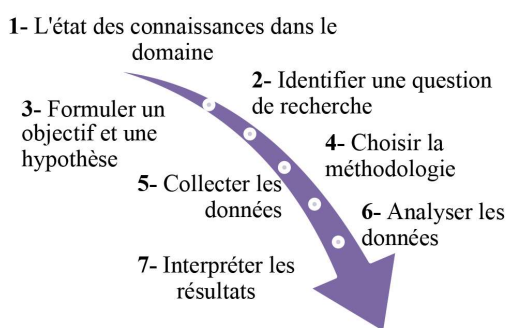 1- L'état des connaissances dans le
domaine
2- Identifier une question
de recherche
3- Formuler un
objectif et une
hypothèse
4- Choisir la
méthodologie
5- Collecter les
données
6- Analyser les
données
7- Interpréter les
résultats